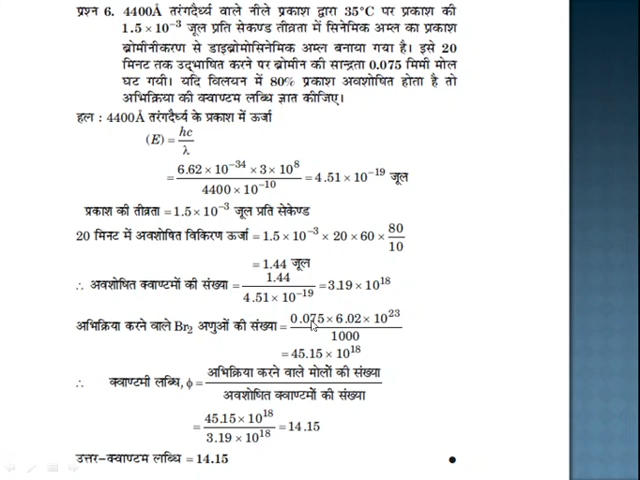 प्रश्न 6. 4400Å तरंगदैर्घ्य वाले नीले प्रकाश द्वारा 35°C पर प्रकाश की
1.5×10⁻³ जूल प्रति सेकेण्ड तीव्रता में सिनेमिक अम्ल का प्रकाश
ब्रोमीनीकरण से डाइब्रोमोसिनेमिक अम्ल बनाया गया है। इसे 20
मिनट तक उद्भाषित करने पर ब्रोमीन की सान्द्रता 0.075 मिमी मोल
घट गयी। यदि विलयन में 80% प्रकाश अवशोषित होता है तो
अभिक्रिया की क्वाण्टम लब्धि ज्ञात कीजिए।
हल : 4400Å तरंगदैर्घ्य के प्रकाश में ऊर्जा
(E) = hc / λ
= 6.62×10⁻³⁴ ×3×10⁸ / 4400×10⁻¹⁰ = 4.51×10⁻¹⁹ जूल
प्रकाश की तीव्रता = 1.5×10⁻³ जूल प्रति सेकेण्ड
20 मिनट में अवशोषित विकिरण ऊर्जा = 1.5×10⁻³ ×20×60× 80 / 10
= 1.44 जूल
∴ अवशोषित क्वाण्टमों की संख्या = 1.44 / 4.51×10⁻¹⁹ = 3.19×10¹⁸
अभिक्रिया करने वाले Br₂ अणुओं की संख्या = 0.075×6.02×10²³ / 1000
= 45.15×10¹⁸
∴ क्वाण्टमी लब्धि, ϕ = अभिक्रिया करने वाले मोलों की संख्या / अवशोषित क्वाण्टमों की संख्या
= 45.15×10¹⁸ / 3.19×10¹⁸ = 14.15
उत्तर–क्वाण्टम लब्धि = 14.15